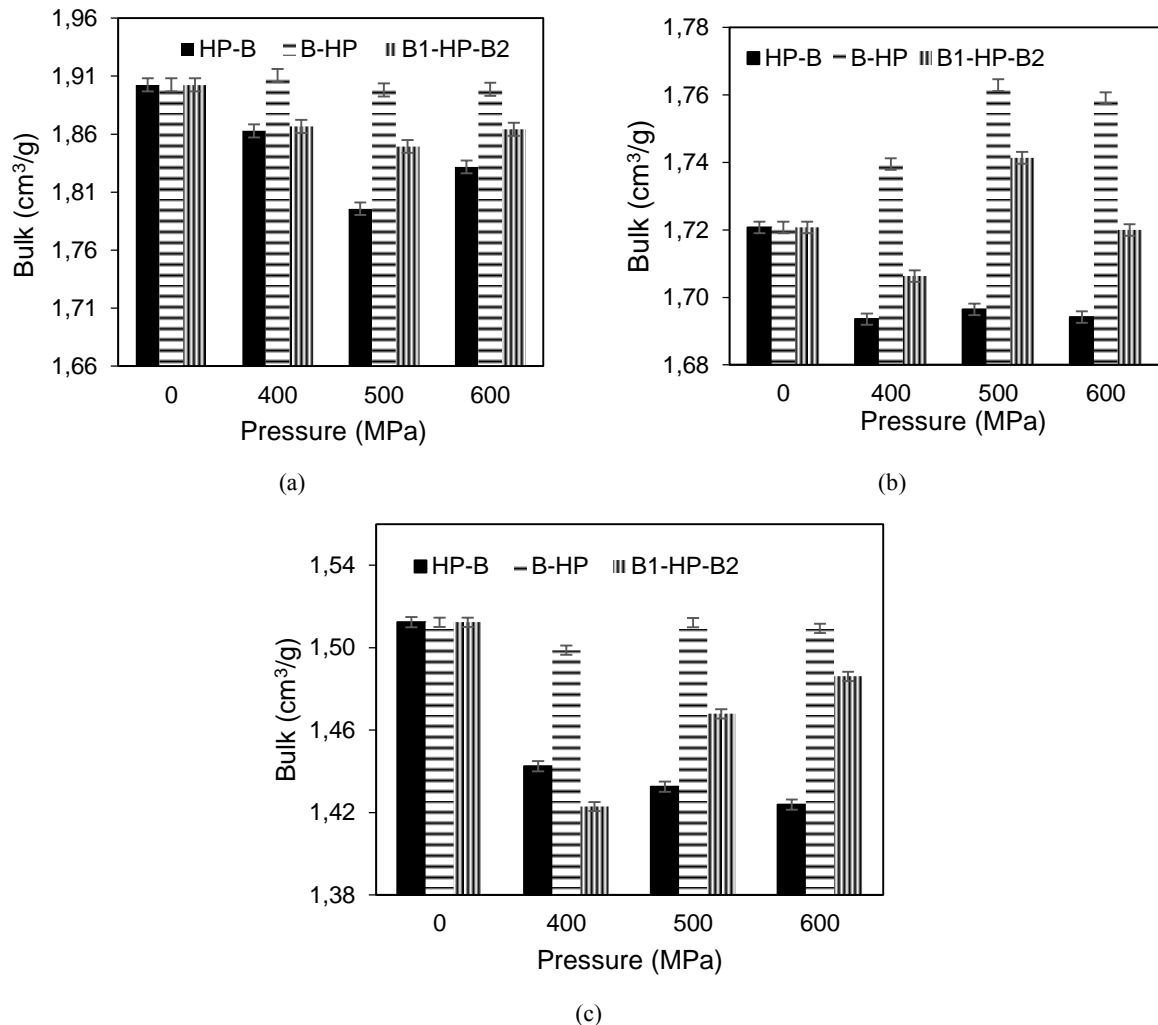 1,96
1,91
1,86
1,81
1,76
1,71
1,66
Bulk (cm³/g)
HP-B B-HP B1-HP-B2
0 400 500 600
Pressure (MPa)
(a)
1,78
1,76
1,74
1,72
1,70
1,68
Bulk (cm³/g)
HP-B B-HP B1-HP-B2
0 400 500 600
Pressure (MPa)
(b)
1,54
1,50
1,46
1,42
1,38
Bulk (cm³/g)
HP-B B-HP B1-HP-B2
0 400 500 600
Pressure (MPa)
(c)